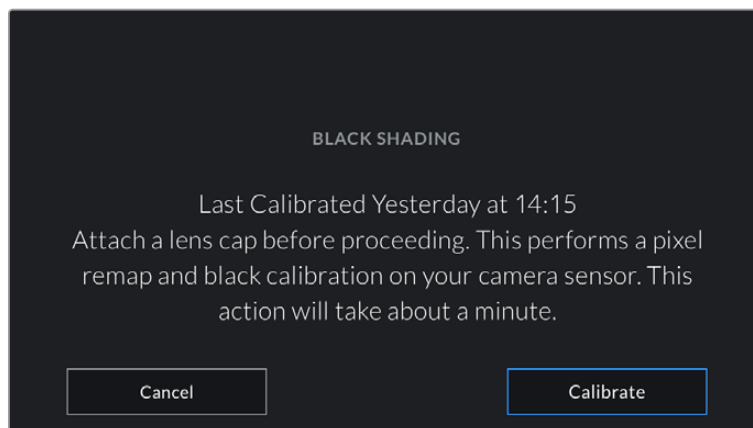 BLACK SHADING
Last Calibrated Yesterday at 14:15
Attach a lens cap before proceeding. This performs a pixel
remap and black calibration on your camera sensor. This
action will take about a minute.
Cancel
Calibrate